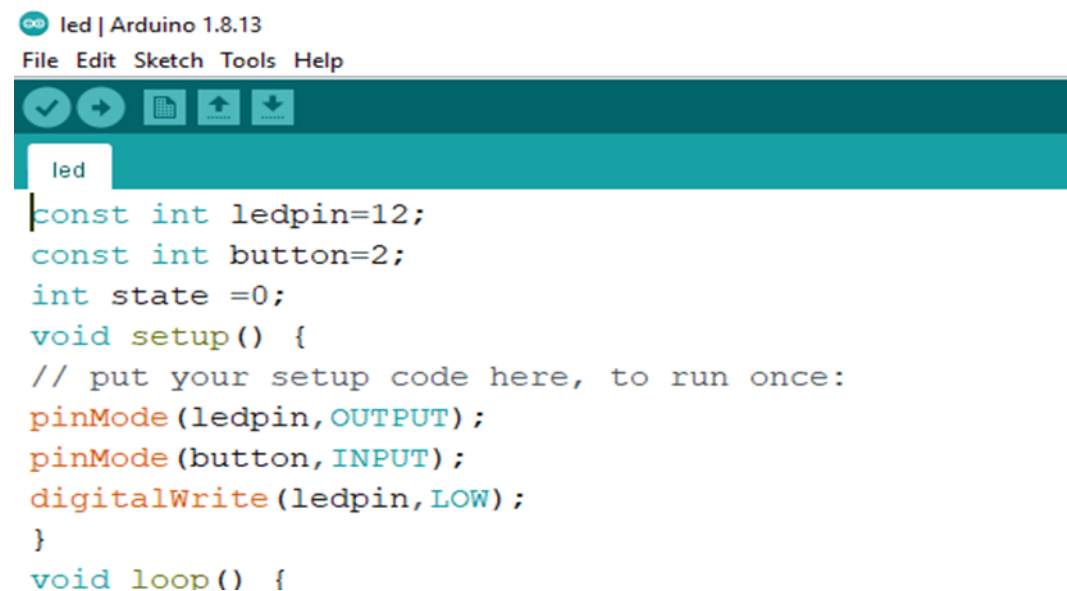 led | Arduino 1.8.13
File Edit Sketch Tools Help
led
const int ledpin=12;
const int button=2;
int state =0;
void setup() {
// put your setup code here, to run once:
pinMode(ledpin,OUTPUT);
pinMode(button,INPUT);
digitalWrite(ledpin,LOW);
}
void loop() {